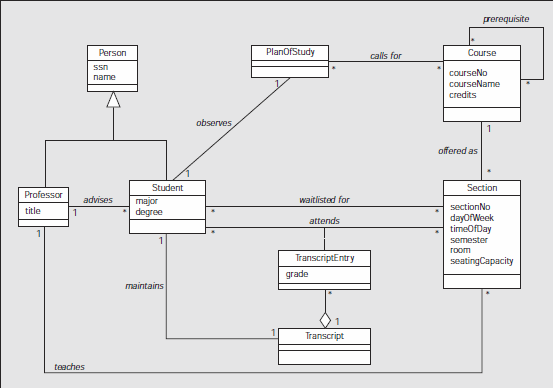 prerequisite
*
Person
ssn
name
PlanOfStudy
calls for
*
*
Course
courseNo
courseName
credits
*
1
1
observes
1
offered as
*
Professor
title
advises
1
*
Student
major
degree
waitlisted for
*
*
attends
*
*
Section
sectionNo
dayOfWeek
timeOfDay
semester
room
seatingCapacity
1
1
TranscriptEntry
grade
maintains
*
*
1
1
Transcript
teaches